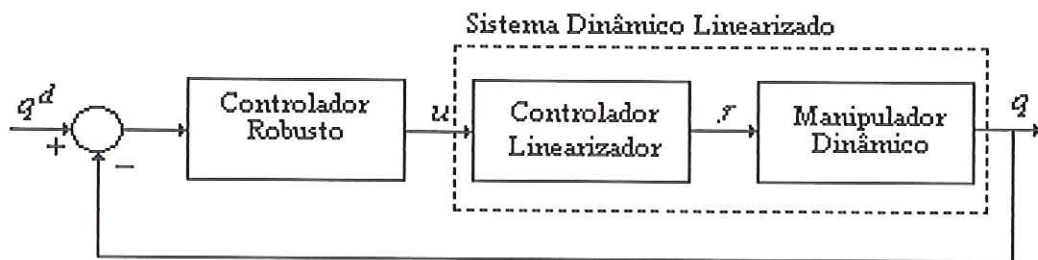 Sistema Dinâmico Linearizado
q^d
+
−
Controlador
Robusto
u
Controlador
Linearizador
Manipulador
Dinâmico
q